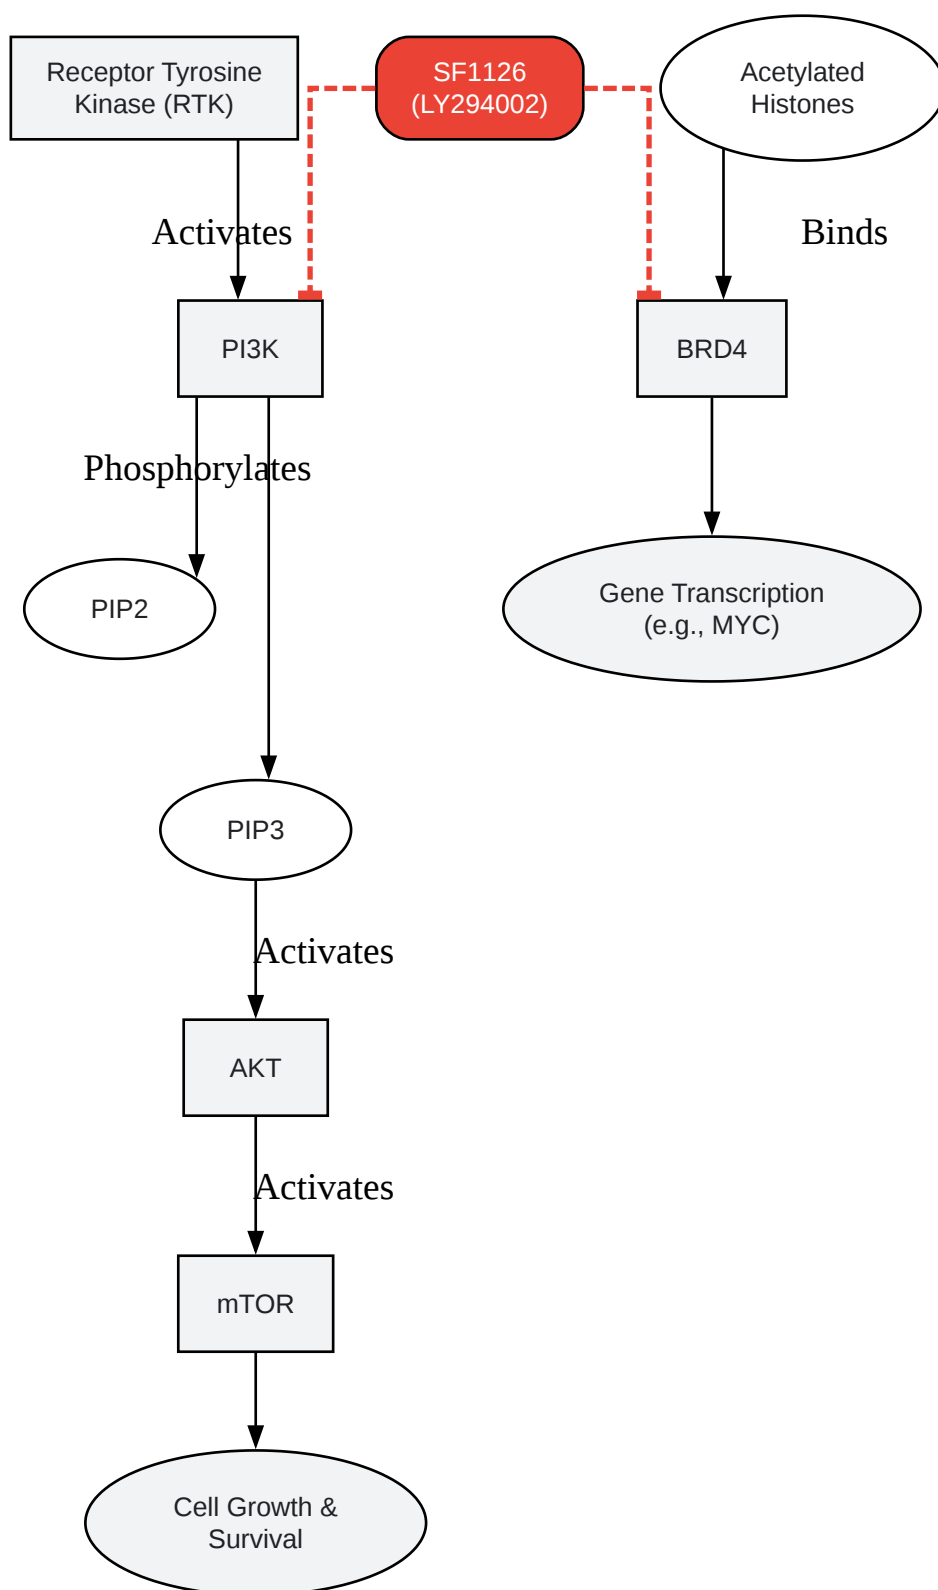 Receptor Tyrosine
Kinase (RTK)
SF1126
(LY294002)
Acetylated
Histones
Activates
Binds
PI3K
BRD4
Phosphorylates
PIP2
Gene Transcription
(e.g., MYC)
PIP3
Activates
AKT
Activates
mTOR
Cell Growth &
Survival